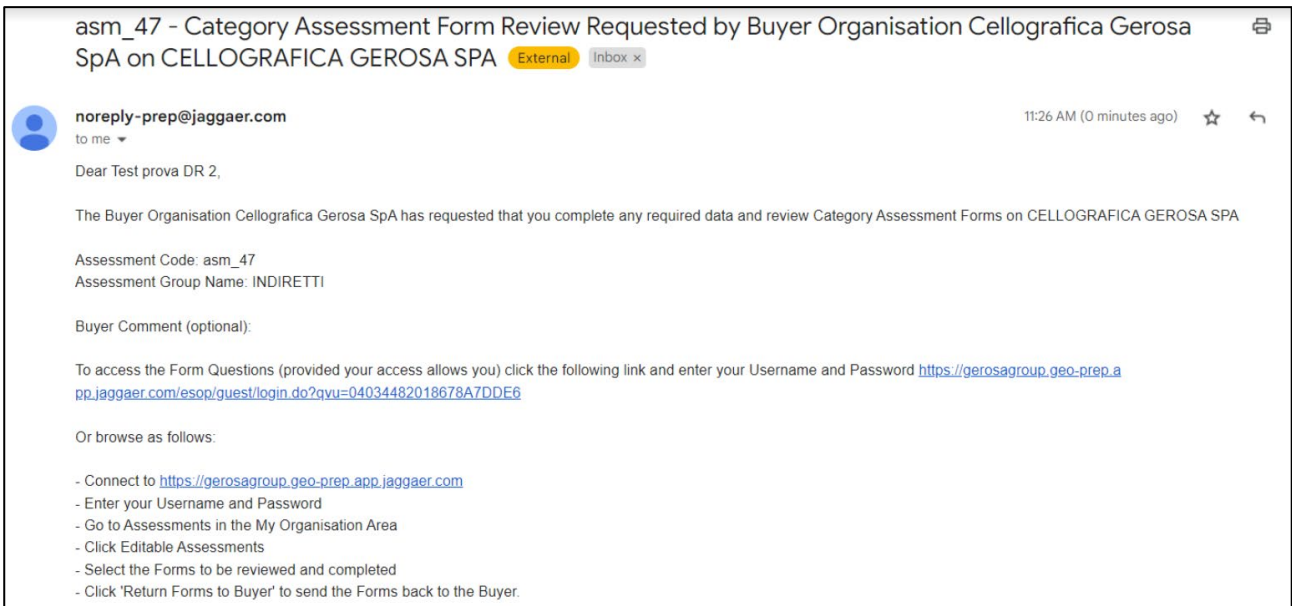 asm_47 - Category Assessment Form Review Requested by Buyer Organisation Cellografica Gerosa
SpA on CELLOGRAFICA GEROSA SPA External Inbox ×
noreply-prep@jaggaer.com 11:26 AM (0 minutes ago)
to me
Dear Test prova DR 2,
The Buyer Organisation Cellografica Gerosa SpA has requested that you complete any required data and review Category Assessment Forms on CELLOGRAFICA GEROSA SPA
Assessment Code: asm_47
Assessment Group Name: INDIRETTI
Buyer Comment (optional):
To access the Form Questions (provided your access allows you) click the following link and enter your Username and Password https://gerosagroup.geo-prep.a
pp.jaggaer.com/esop/guest/login.do?qvu=04034482018678A7DDE6
Or browse as follows:
- Connect to https://gerosagroup.geo-prep.app.jaggaer.com
- Enter your Username and Password
- Go to Assessments in the My Organisation Area
- Click Editable Assessments
- Select the Forms to be reviewed and completed
- Click 'Return Forms to Buyer' to send the Forms back to the Buyer.